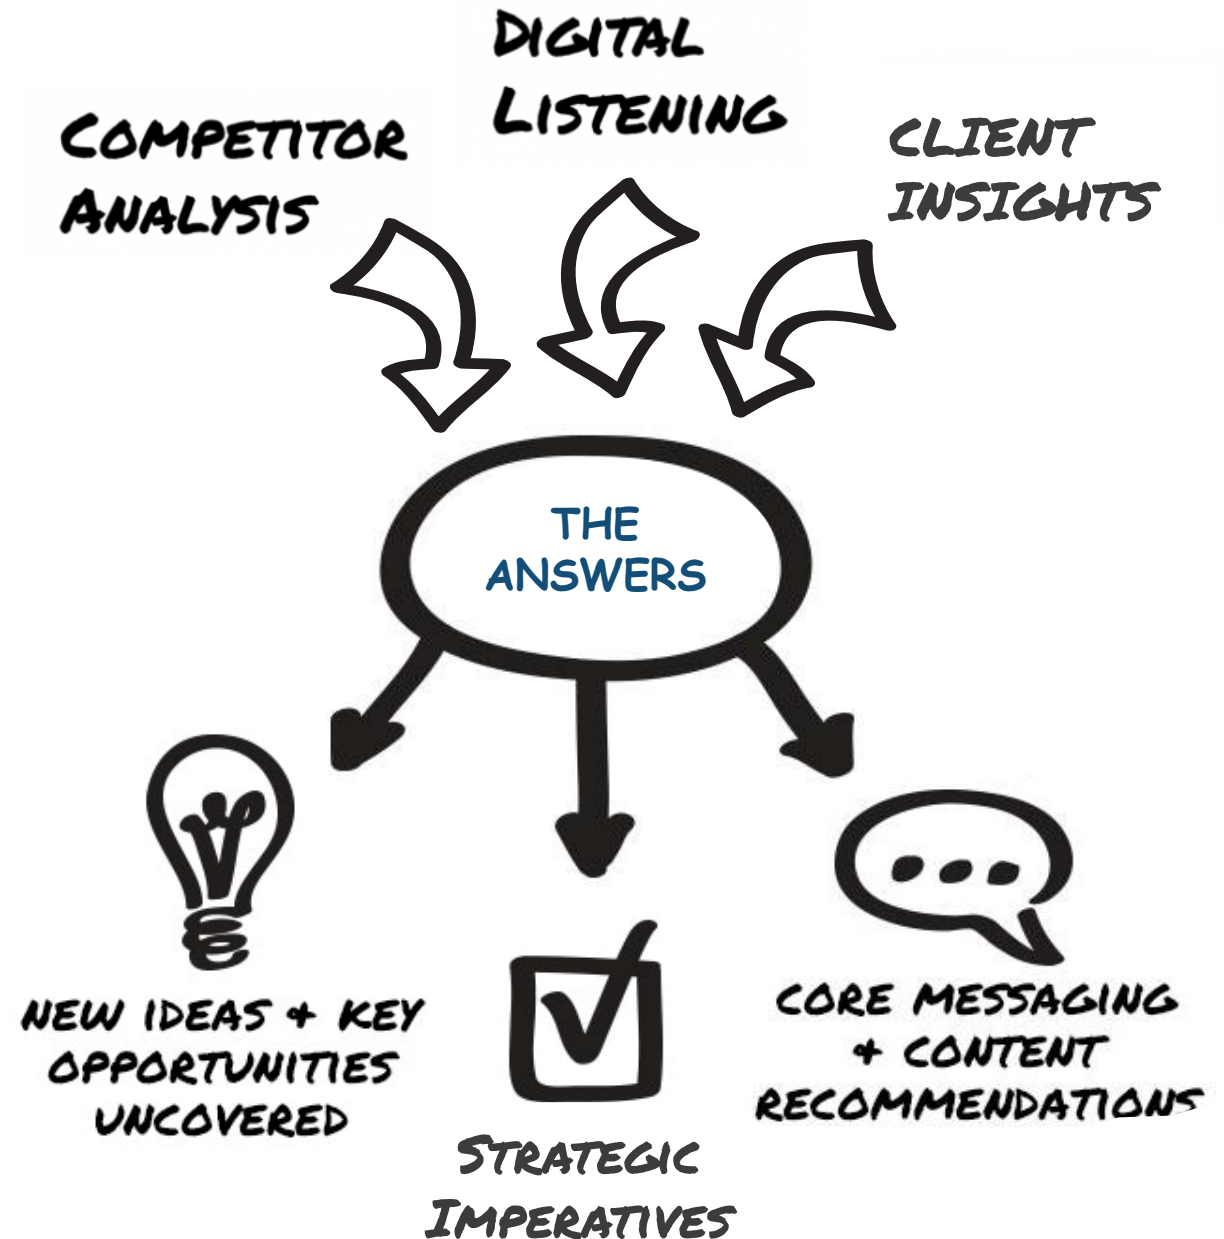 DIGITAL
LISTENING
COMPETITOR
ANALYSIS
CLIENT
INSIGHTS
THE
ANSWERS
NEW IDEAS & KEY
OPPORTUNITIES
UNCOVERED
STRATEGIC
IMPERATIVES
CORE MESSAGING
& CONTENT
RECOMMENDATIONS